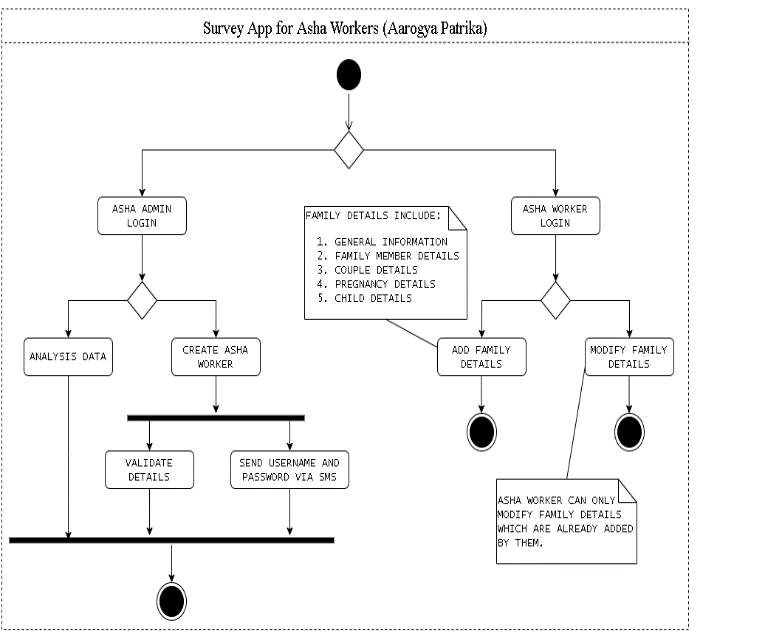 Survey App for Asha Workers (Aarogya Patrika)
ASHA ADMIN
LOGIN
FAMILY DETAILS INCLUDE:
1. GENERAL INFORMATION
2. FAMILY MEMBER DETAILS
3. COUPLE DETAILS
4. PREGNANCY DETAILS
5. CHILD DETAILS
ASHA WORKER
LOGIN
ANALYSIS DATA
CREATE ASHA
WORKER
ADD FAMILY
DETAILS
MODIFY FAMILY
DETAILS
VALIDATE
DETAILS
SEND USERNAME AND
PASSWORD VIA SMS
ASHA WORKER CAN ONLY
MODIFY FAMILY DETAILS
WHICH ARE ALREADY ADDED
BY THEM.